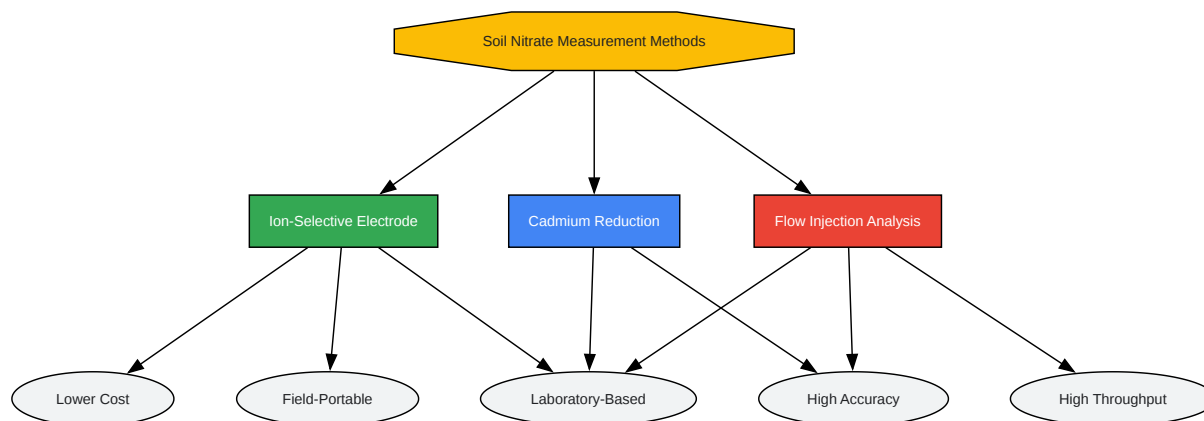 Soil Nitrate Measurement Methods
Ion-Selective Electrode
Cadmium Reduction
Flow Injection Analysis
Lower Cost
Field-Portable
Laboratory-Based
High Accuracy
High Throughput